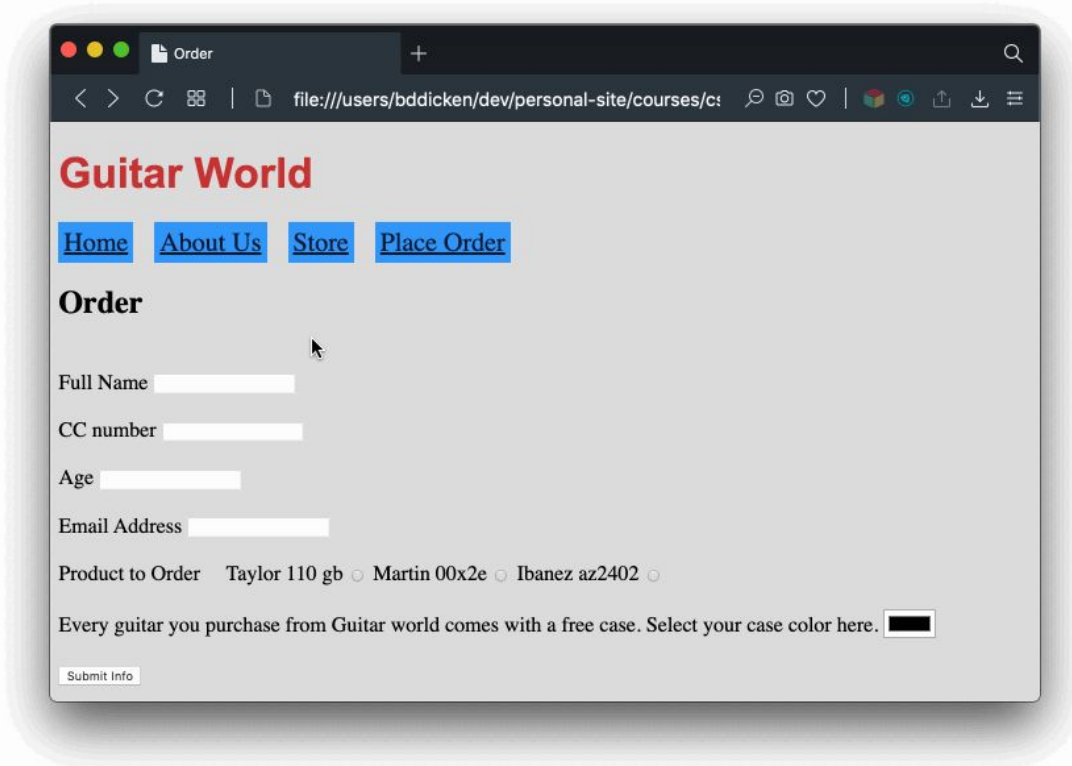 Order
file:///users/bddicken/dev/personal-site/courses/cs
Guitar World
Home About Us Store Place Order
Order
Full Name
CC number
Age
Email Address
Product to Order Taylor 110 gb Martin 00x2e Ibanez az2402
Every guitar you purchase from Guitar world comes with a free case. Select your case color here.
Submit Info